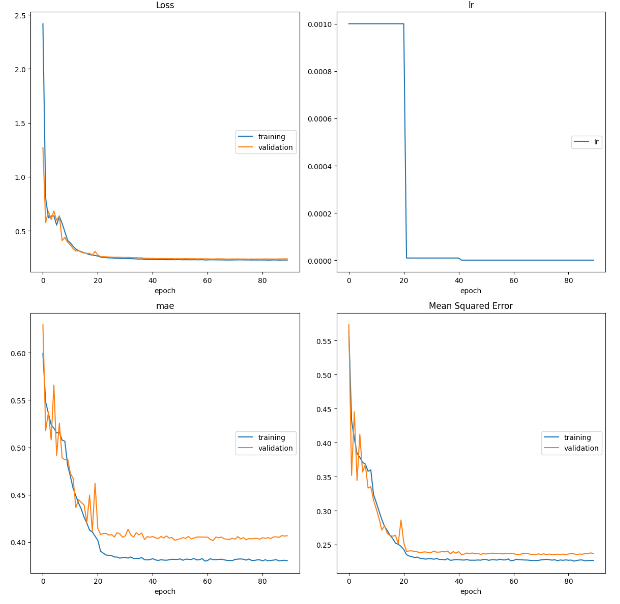 Loss
2.5
2.0
1.5
1.0
0.5
0 20 40 60 80
epoch
training
validation
lr
0.0010
0.0008
0.0006
0.0004
0.0002
0.0000
0 20 40 60 80
epoch
lr
mae
0.60
0.55
0.50
0.45
0.40
0 20 40 60 80
epoch
training
validation
Mean Squared Error
0.55
0.50
0.45
0.40
0.35
0.30
0.25
0 20 40 60 80
epoch
training
validation